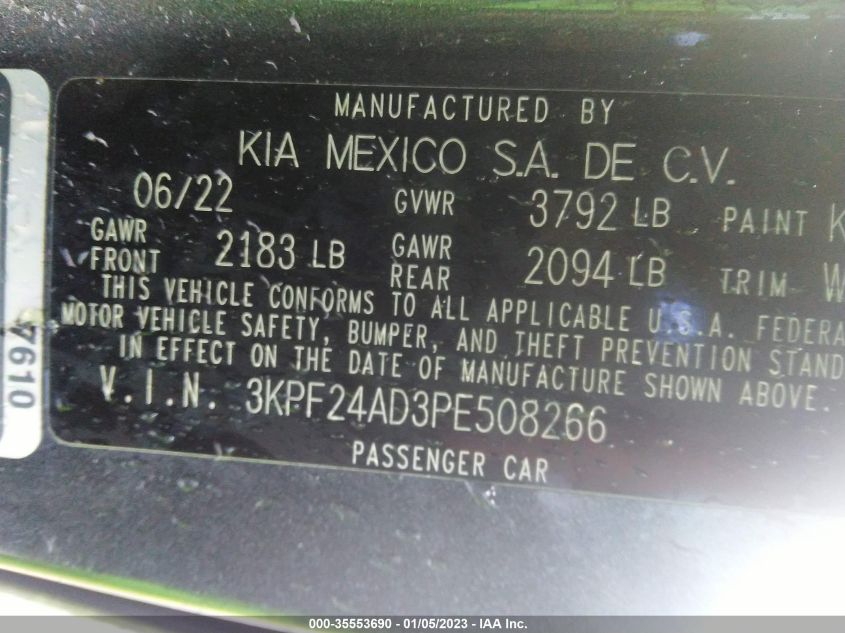 MANUFACTURED BY
KIA MEXICO S.A. DE C.V.
06/22 GVWR 3792 LB PAINT K
GAWR FRONT 2183 LB GAWR REAR 2094 LB TRIM W
THIS VEHICLE CONFORMS TO ALL APPLICABLE U.S.A. FEDERA
MOTOR VEHICLE SAFETY, BUMPER, AND THEFT PREVENTION STAND
IN EFFECT ON THE DATE OF MANUFACTURE SHOWN ABOVE.
V.I.N. 3KPF24AD3PE508266
PASSENGER CAR
7610
000-35553690 - 01/05/2023 - IAA Inc.